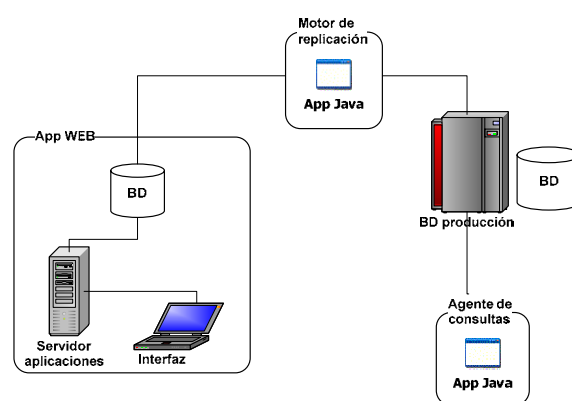 Motor de
replicación
App Java
App WEB
BD
BD
BD producción
Servidor
aplicaciones
Interfaz
Agente de
consultas
App Java